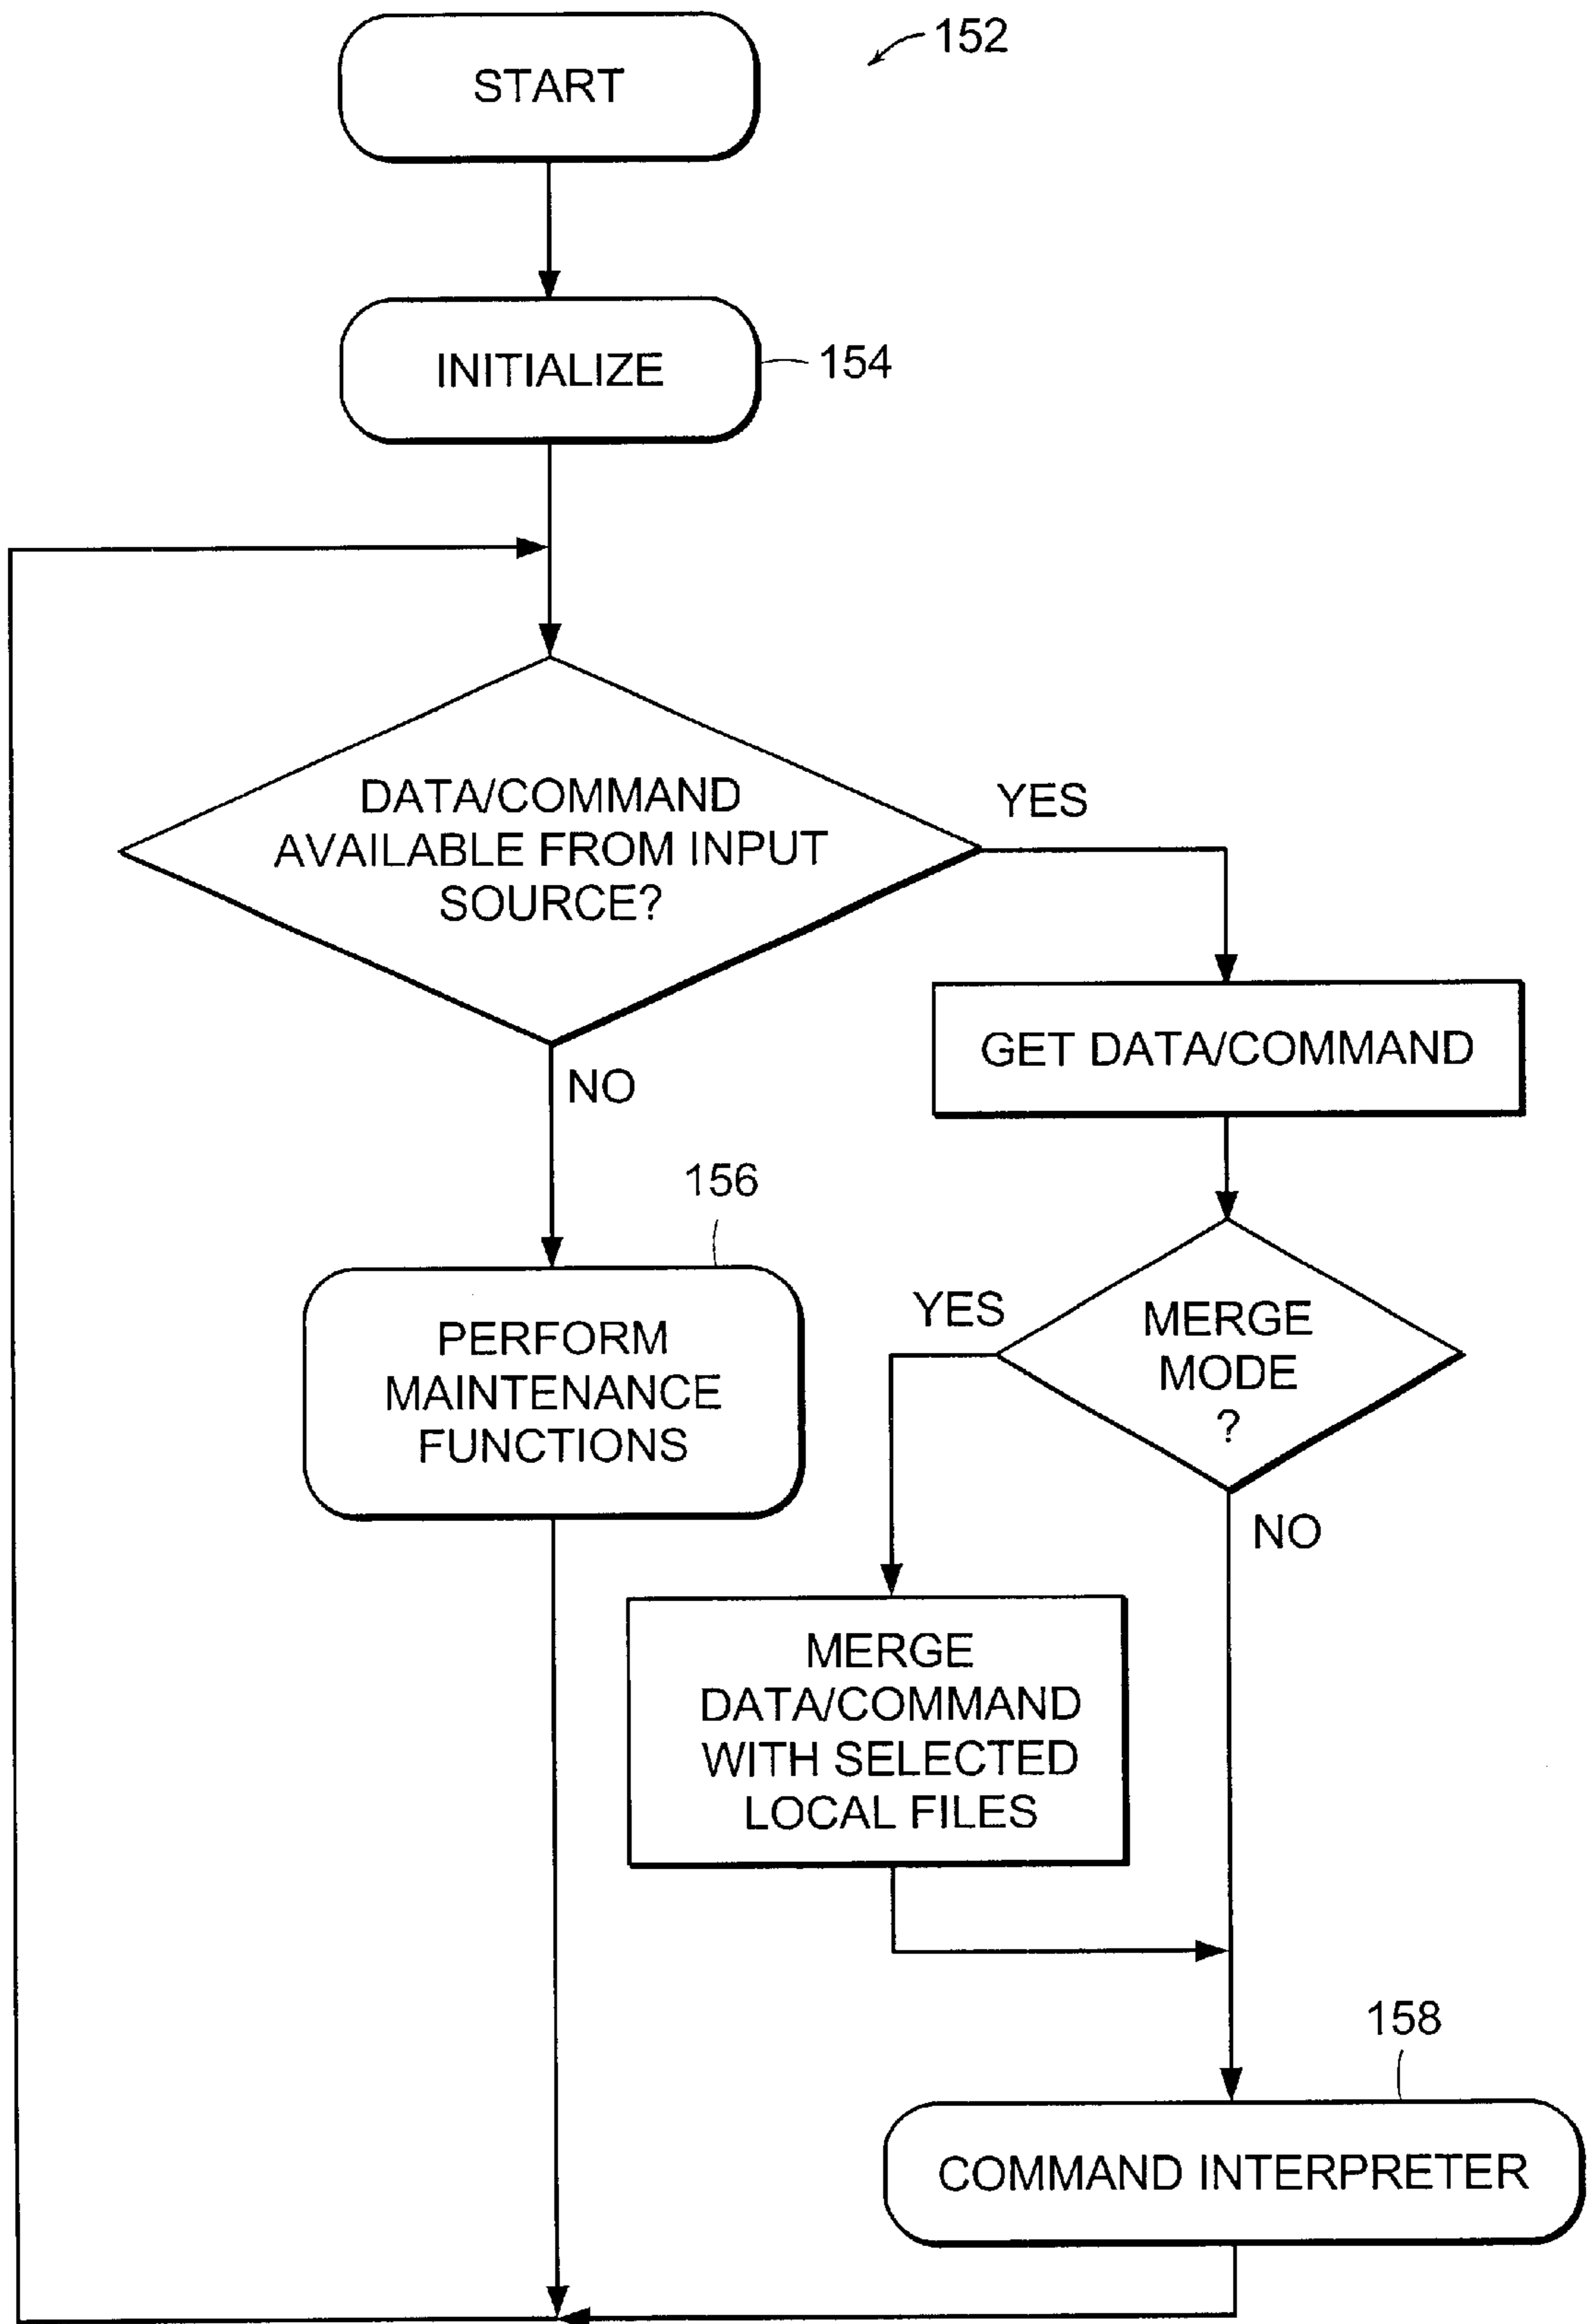 START
152
INITIALIZE
154
DATA/COMMAND
AVAILABLE FROM INPUT
SOURCE?
YES
NO
GET DATA/COMMAND
156
PERFORM
MAINTENANCE
FUNCTIONS
YES
MERGE
MODE
?
NO
MERGE
DATA/COMMAND
WITH SELECTED
LOCAL FILES
158
COMMAND INTERPRETER